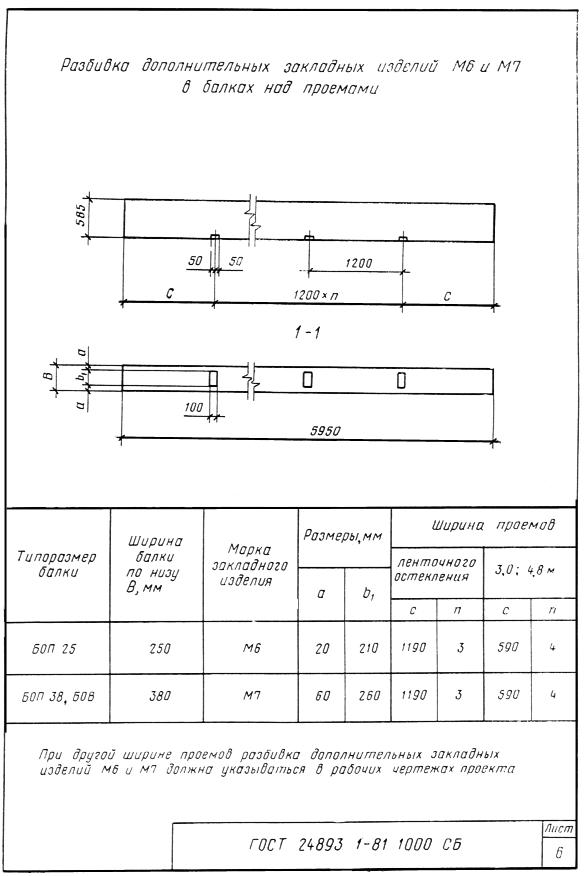 Разбивка дополнительных закладных изделий М6 и М7
в балках над проемами
585
50 50
1200
С
1200×п
С
1-1
В
а
b₁
а
100
5950
Типоразмер балки
Ширина балки по низу В, мм
Марка закладного изделия
Размеры, мм
Ширина проемов
а
b₁
ленточного остекления
3,0; 4,8 м
с п с п
БОП 25 250 М6 20 210 1190 3 590 4
БОП 38, БОВ 380 М7 60 260 1190 3 590 4
При другой ширине проемов разбивка дополнительных закладных
изделий М6 и М7 должна указываться в рабочих чертежах проекта
ГОСТ 24893 1-81 1000 СБ
Лист
6